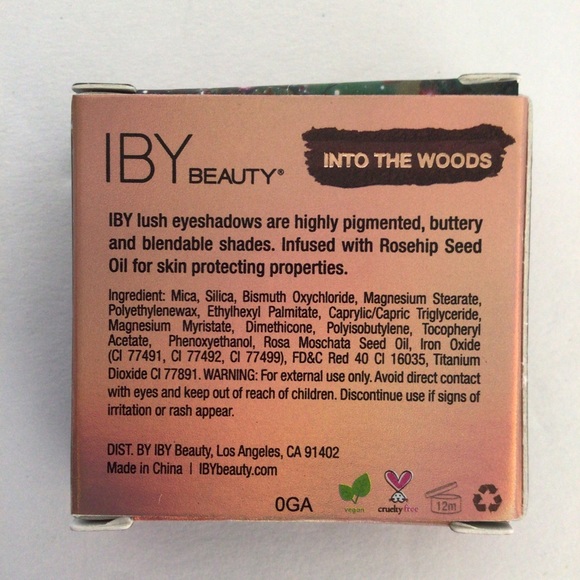 IBY BEAUTY®
INTO THE WOODS
IBY lush eyeshadows are highly pigmented, buttery
and blendable shades. Infused with Rosehip Seed
Oil for skin protecting properties.
Ingredient: Mica, Silica, Bismuth Oxychloride, Magnesium Stearate,
Polyethylenewax, Ethylhexyl Palmitate, Caprylic/Capric Triglyceride,
Magnesium Myristate, Dimethicone, Polyisobutylene, Tocopheryl
Acetate, Phenoxyethanol, Rosa Moschata Seed Oil, Iron Oxide
(CI 77491, CI 77492, CI 77499), FD&C Red 40 CI 16035, Titanium
Dioxide CI 77891. WARNING: For external use only. Avoid direct contact
with eyes and keep out of reach of children. Discontinue use if signs of
irritation or rash appear.
DIST. BY IBY Beauty, Los Angeles, CA 91402
Made in China | IBYbeauty.com
0GA
vegan
crueltyfree
12m